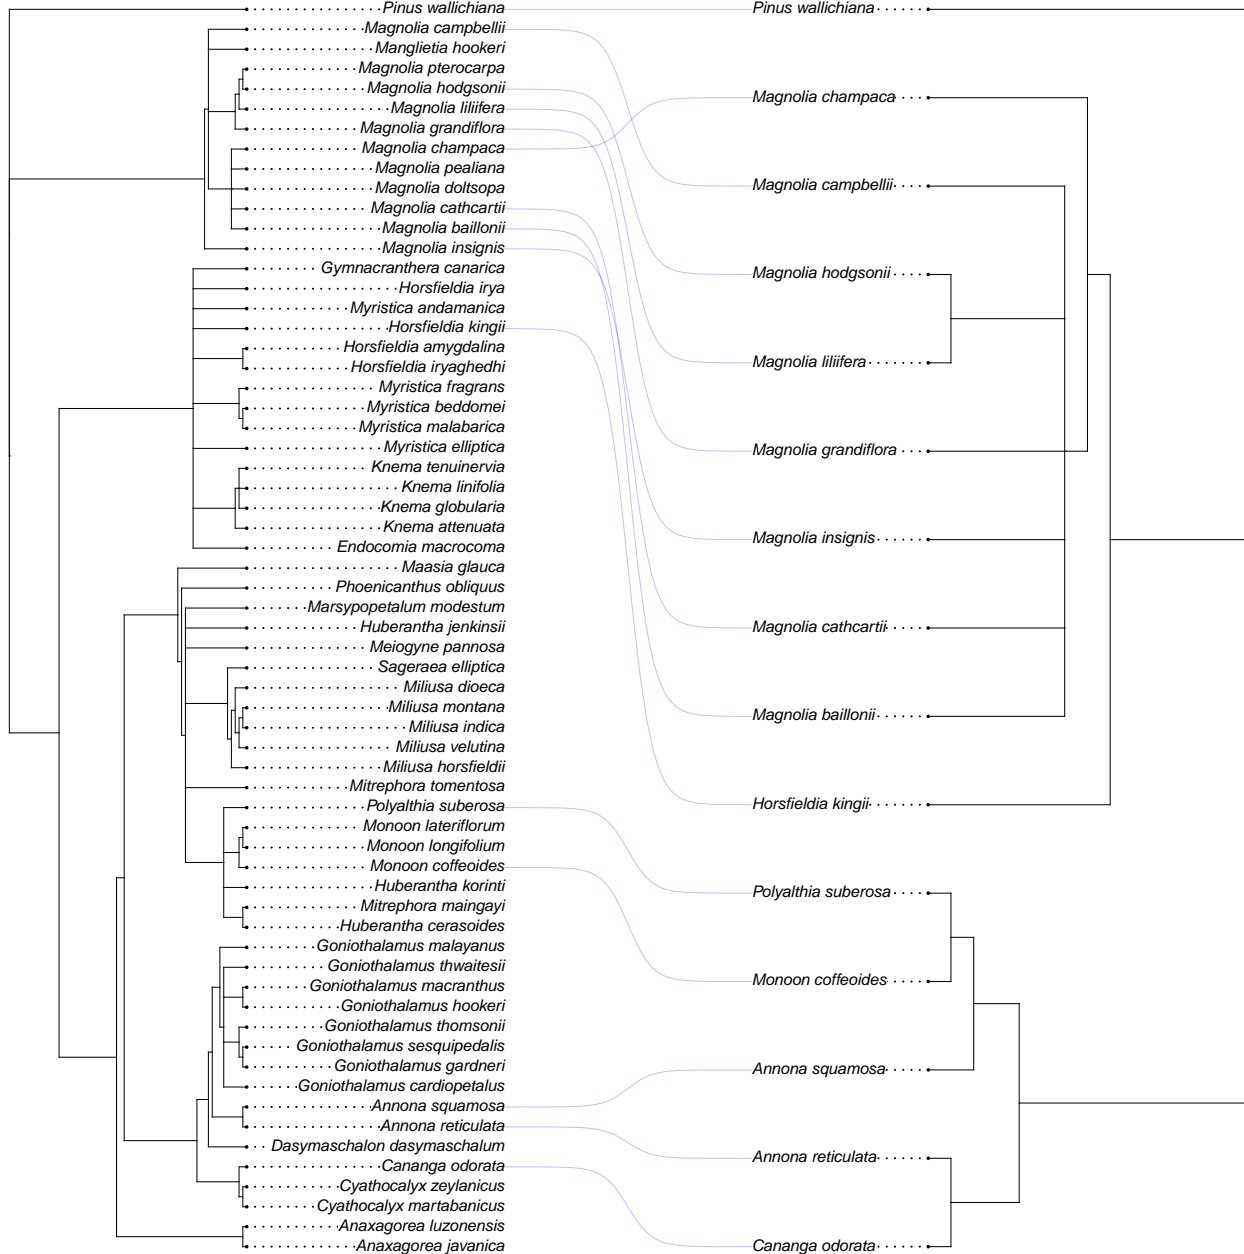 Pinus wallichiana
Magnolia campbellii
Manglietia hookeri
Magnolia pterocarpa
Magnolia hodgsonii
Magnolia liliifera
Magnolia grandiflora
Magnolia champaca
Magnolia pealiana
Magnolia doltsopa
Magnolia cathcartii
Magnolia baillonii
Magnolia insignis
Gymnacranthera canarica
Horsfieldia irya
Myristica andamanica
Horsfieldia kingii
Horsfieldia amygdalina
Horsfieldia iryaghedhi
Myristica fragrans
Myristica beddomei
Myristica malabarica
Myristica elliptica
Knema tenuinervia
Knema linifolia
Knema globularia
Knema attenuata
Endocomia macrocoma
Maasia glauca
Phoenicanthus obliquus
Marsypopetalum modestum
Huberantha jenkinsii
Meiogyne pannosa
Sageraea elliptica
Miliusa dioeca
Miliusa montana
Miliusa indica
Miliusa velutina
Miliusa horsfieldii
Mitrephora tomentosa
Polyalthia suberosa
Monoon lateriflorum
Monoon longifolium
Monoon coffeoides
Huberantha korinti
Mitrephora maingayi
Huberantha cerasoides
Goniothalamus malayanus
Goniothalamus thwaitesii
Goniothalamus macranthus
Goniothalamus hookeri
Goniothalamus thomsonii
Goniothalamus sesquipedalis
Goniothalamus gardneri
Goniothalamus cardiopetalus
Annona squamosa
Annona reticulata
Dasymaschalon dasymaschalum
Cananga odorata
Cyathocalyx zeylanicus
Cyathocalyx martabanicus
Anaxagorea luzonensis
Anaxagorea javanica
Pinus wallichiana
Magnolia champaca
Magnolia campbellii
Magnolia hodgsonii
Magnolia liliifera
Magnolia grandiflora
Magnolia insignis
Magnolia cathcartii
Magnolia baillonii
Horsfieldia kingii
Polyalthia suberosa
Monoon coffeoides
Annona squamosa
Annona reticulata
Cananga odorata